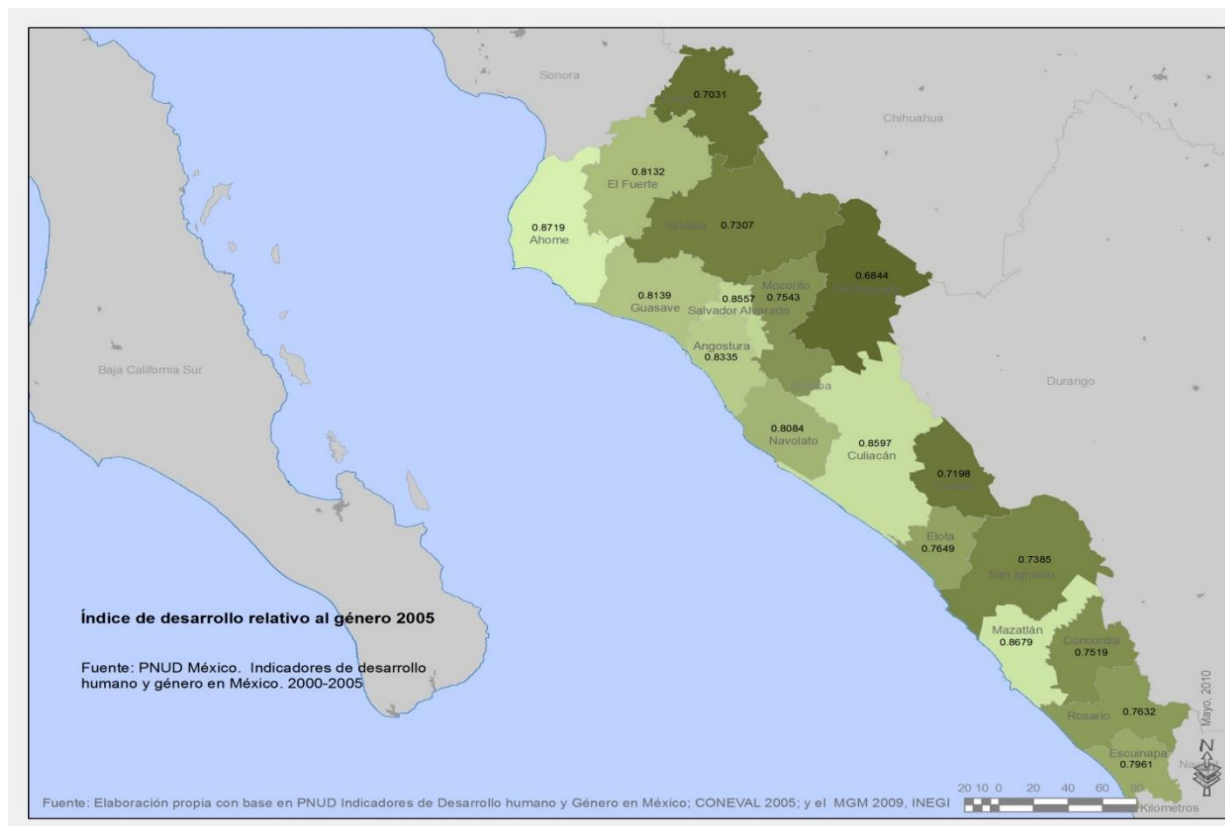 Sonora
Chihuahua
0.7031
0.8132
El Fuerte
0.8719
Ahome
Sinaloa 0.7307
0.6844
Mocorito
0.7543
0.8139
Guasave
0.8557
Salvador Alvarado
Angostura
0.8335
Baja California Sur
Durango
0.8084
Navolato
0.8597
Culiacán
0.7198
Elota
0.7649
0.7385
San Ignacio
Mazatlán
0.8679
Concordia
0.7519
Rosario
0.7632
Escuinapa
0.7961
Índice de desarrollo relativo al género 2005
Fuente: PNUD México. Indicadores de desarrollo
humano y género en México. 2000-2005
Mayo, 2010
N
Fuente: Elaboración propia con base en PNUD Indicadores de Desarrollo humano y Género en México; CONEVAL 2005; y el MGM 2009, INEGI
20 10 0 20 40 60 80
Kilometros